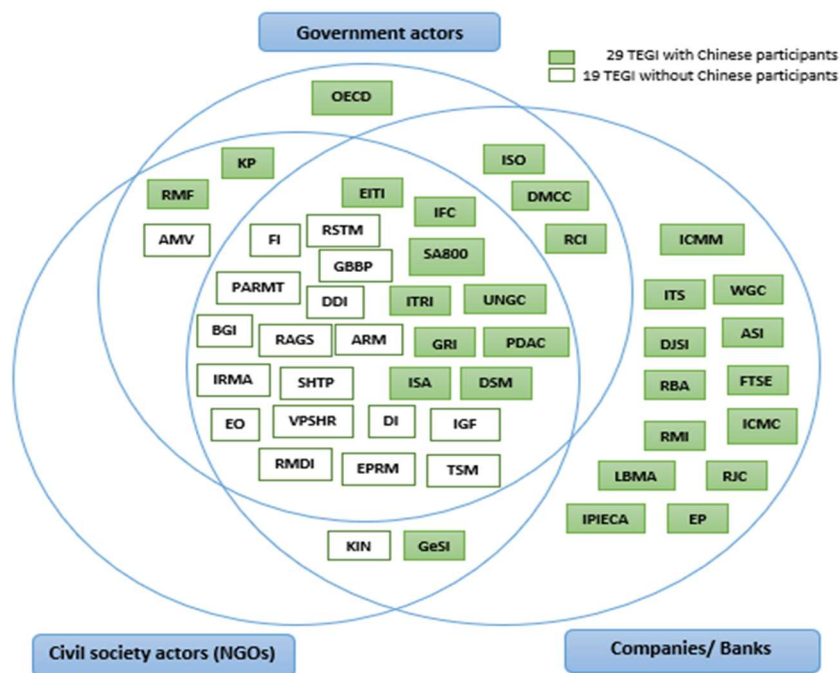 Government actors
29 TEGI with Chinese participants
19 TEGI without Chinese participants
OECD
KP
ISO
RMF
EITI
DMCC
IFC
AMV
FI
RSTM
RCI
ICMM
GBBP
SA800
PARMT
DDI
ITRI
UNGC
ITS
WGC
BGI
RAGS
ARM
GRI
PDAC
DJSI
ASI
IRMA
SHTP
ISA
DSM
RBA
FTSE
EO
VPSHR
DI
IGF
RMI
ICMC
RMDI
EPRM
TSM
LBMA
RJC
IPIECA
EP
KIN
GeSI
Civil society actors (NGOs)
Companies/ Banks